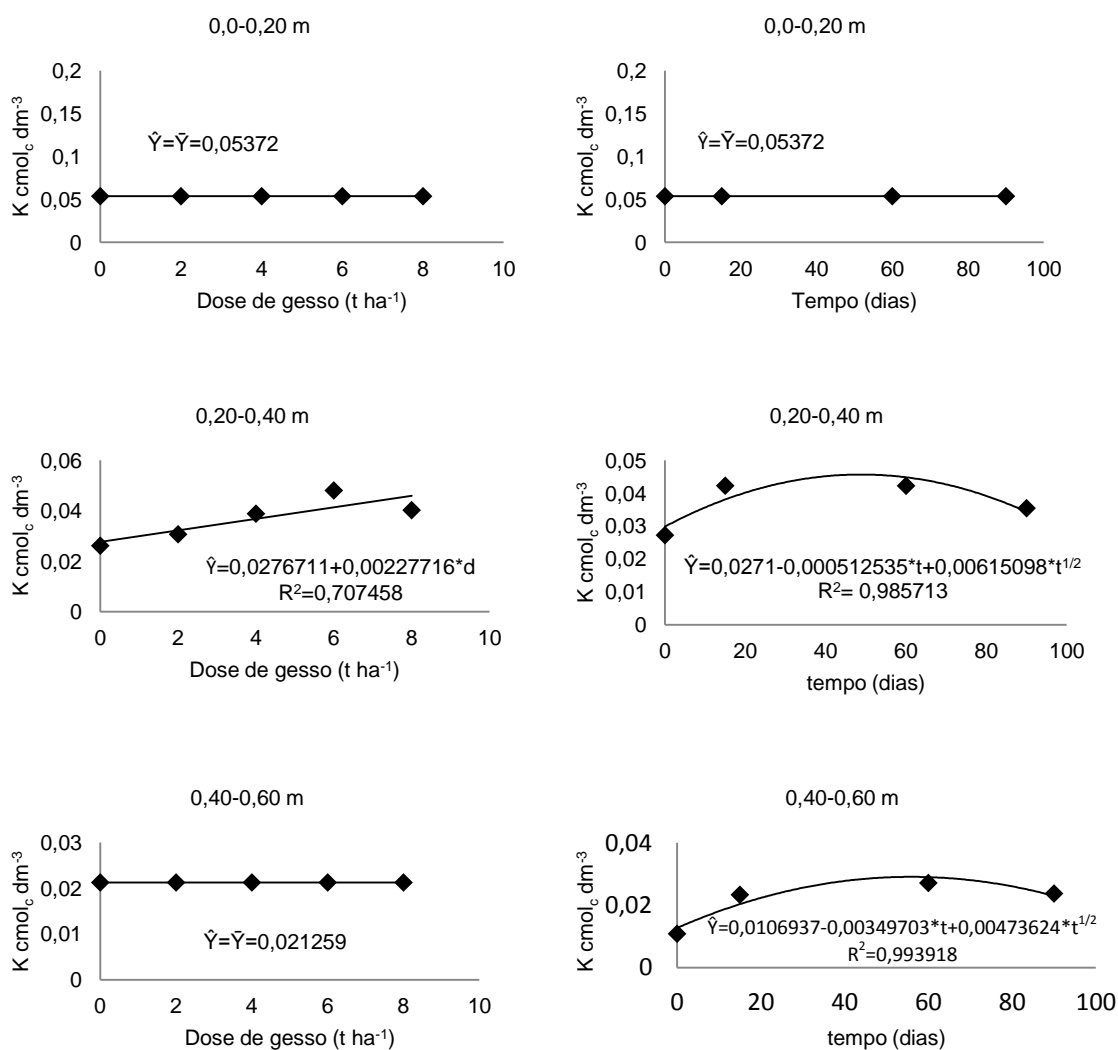 0,0-0,20 m
K cmolc dm-3
0,2
0,15
0,1
0,05
0
Ŷ=Ȳ=0,05372
0 2 4 6 8 10
Dose de gesso (t ha-1)
0,0-0,20 m
K cmolc dm-3
0,2
0,15
0,1
0,05
0
Ŷ=Ȳ=0,05372
0 20 40 60 80 100
Tempo (dias)
0,20-0,40 m
K cmolc dm-3
0,06
0,04
0,02
0
Ŷ=0,0276711+0,00227716*d
R²=0,707458
0 2 4 6 8 10
Dose de gesso (t ha-1)
0,20-0,40 m
K cmolc dm-3
0,05
0,04
0,03
0,02
0,01
0
Ŷ=0,0271-0,000512535*t+0,00615098*t1/2
R²= 0,985713
0 20 40 60 80 100
tempo (dias)
0,40-0,60 m
K cmolc dm-3
0,03
0,02
0,01
0
Ŷ=Ȳ=0,021259
0 2 4 6 8 10
Dose de gesso (t ha-1)
0,40-0,60 m
K cmolc dm-3
0,04
0,02
0
Ŷ=0,0106937-0,00349703*t+0,00473624*t1/2
R²=0,993918
0 20 40 60 80 100
tempo (dias)